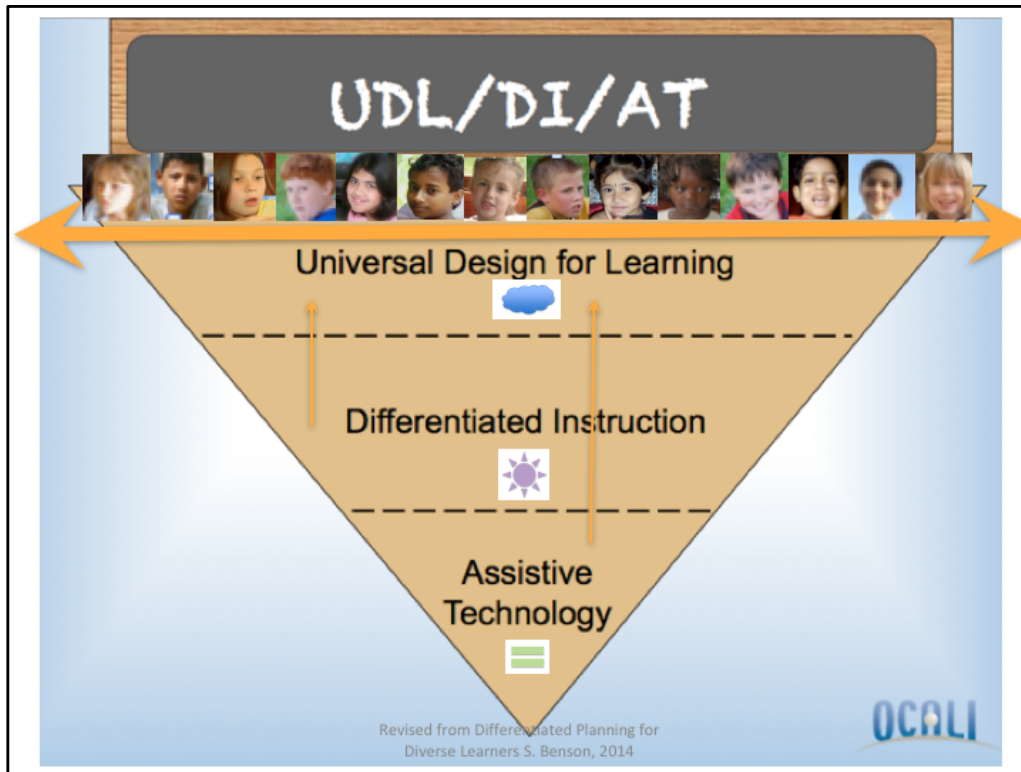 UDL/DI/AT
Universal Design for Learning
Differentiated Instruction
Assistive
Technology
Revised from Differentiated Planning for
Diverse Learners S. Benson, 2014
OCALI